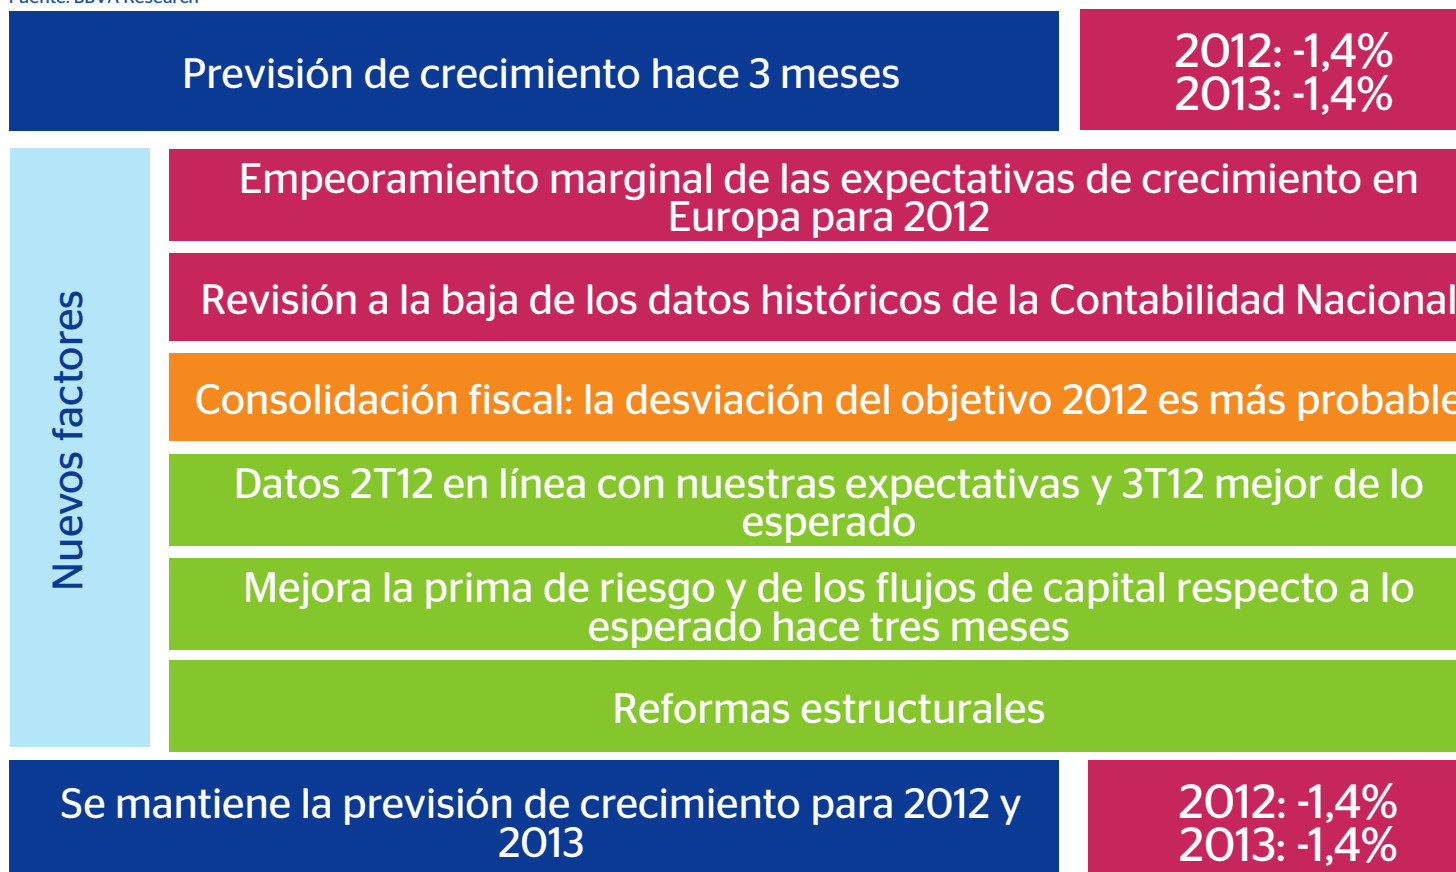 Fuente: BBVA Research
Previsión de crecimiento hace 3 meses
2012: -1,4%
2013: -1,4%
Nuevos factores
Empeoramiento marginal de las expectativas de crecimiento en
Europa para 2012
Revisión a la baja de los datos históricos de la Contabilidad Nacional
Consolidación fiscal: la desviación del objetivo 2012 es más probable
Datos 2T12 en línea con nuestras expectativas y 3T12 mejor de lo
esperado
Mejora la prima de riesgo y de los flujos de capital respecto a lo
esperado hace tres meses
Reformas estructurales
Se mantiene la previsión de crecimiento para 2012 y
2013
2012: -1,4%
2013: -1,4%